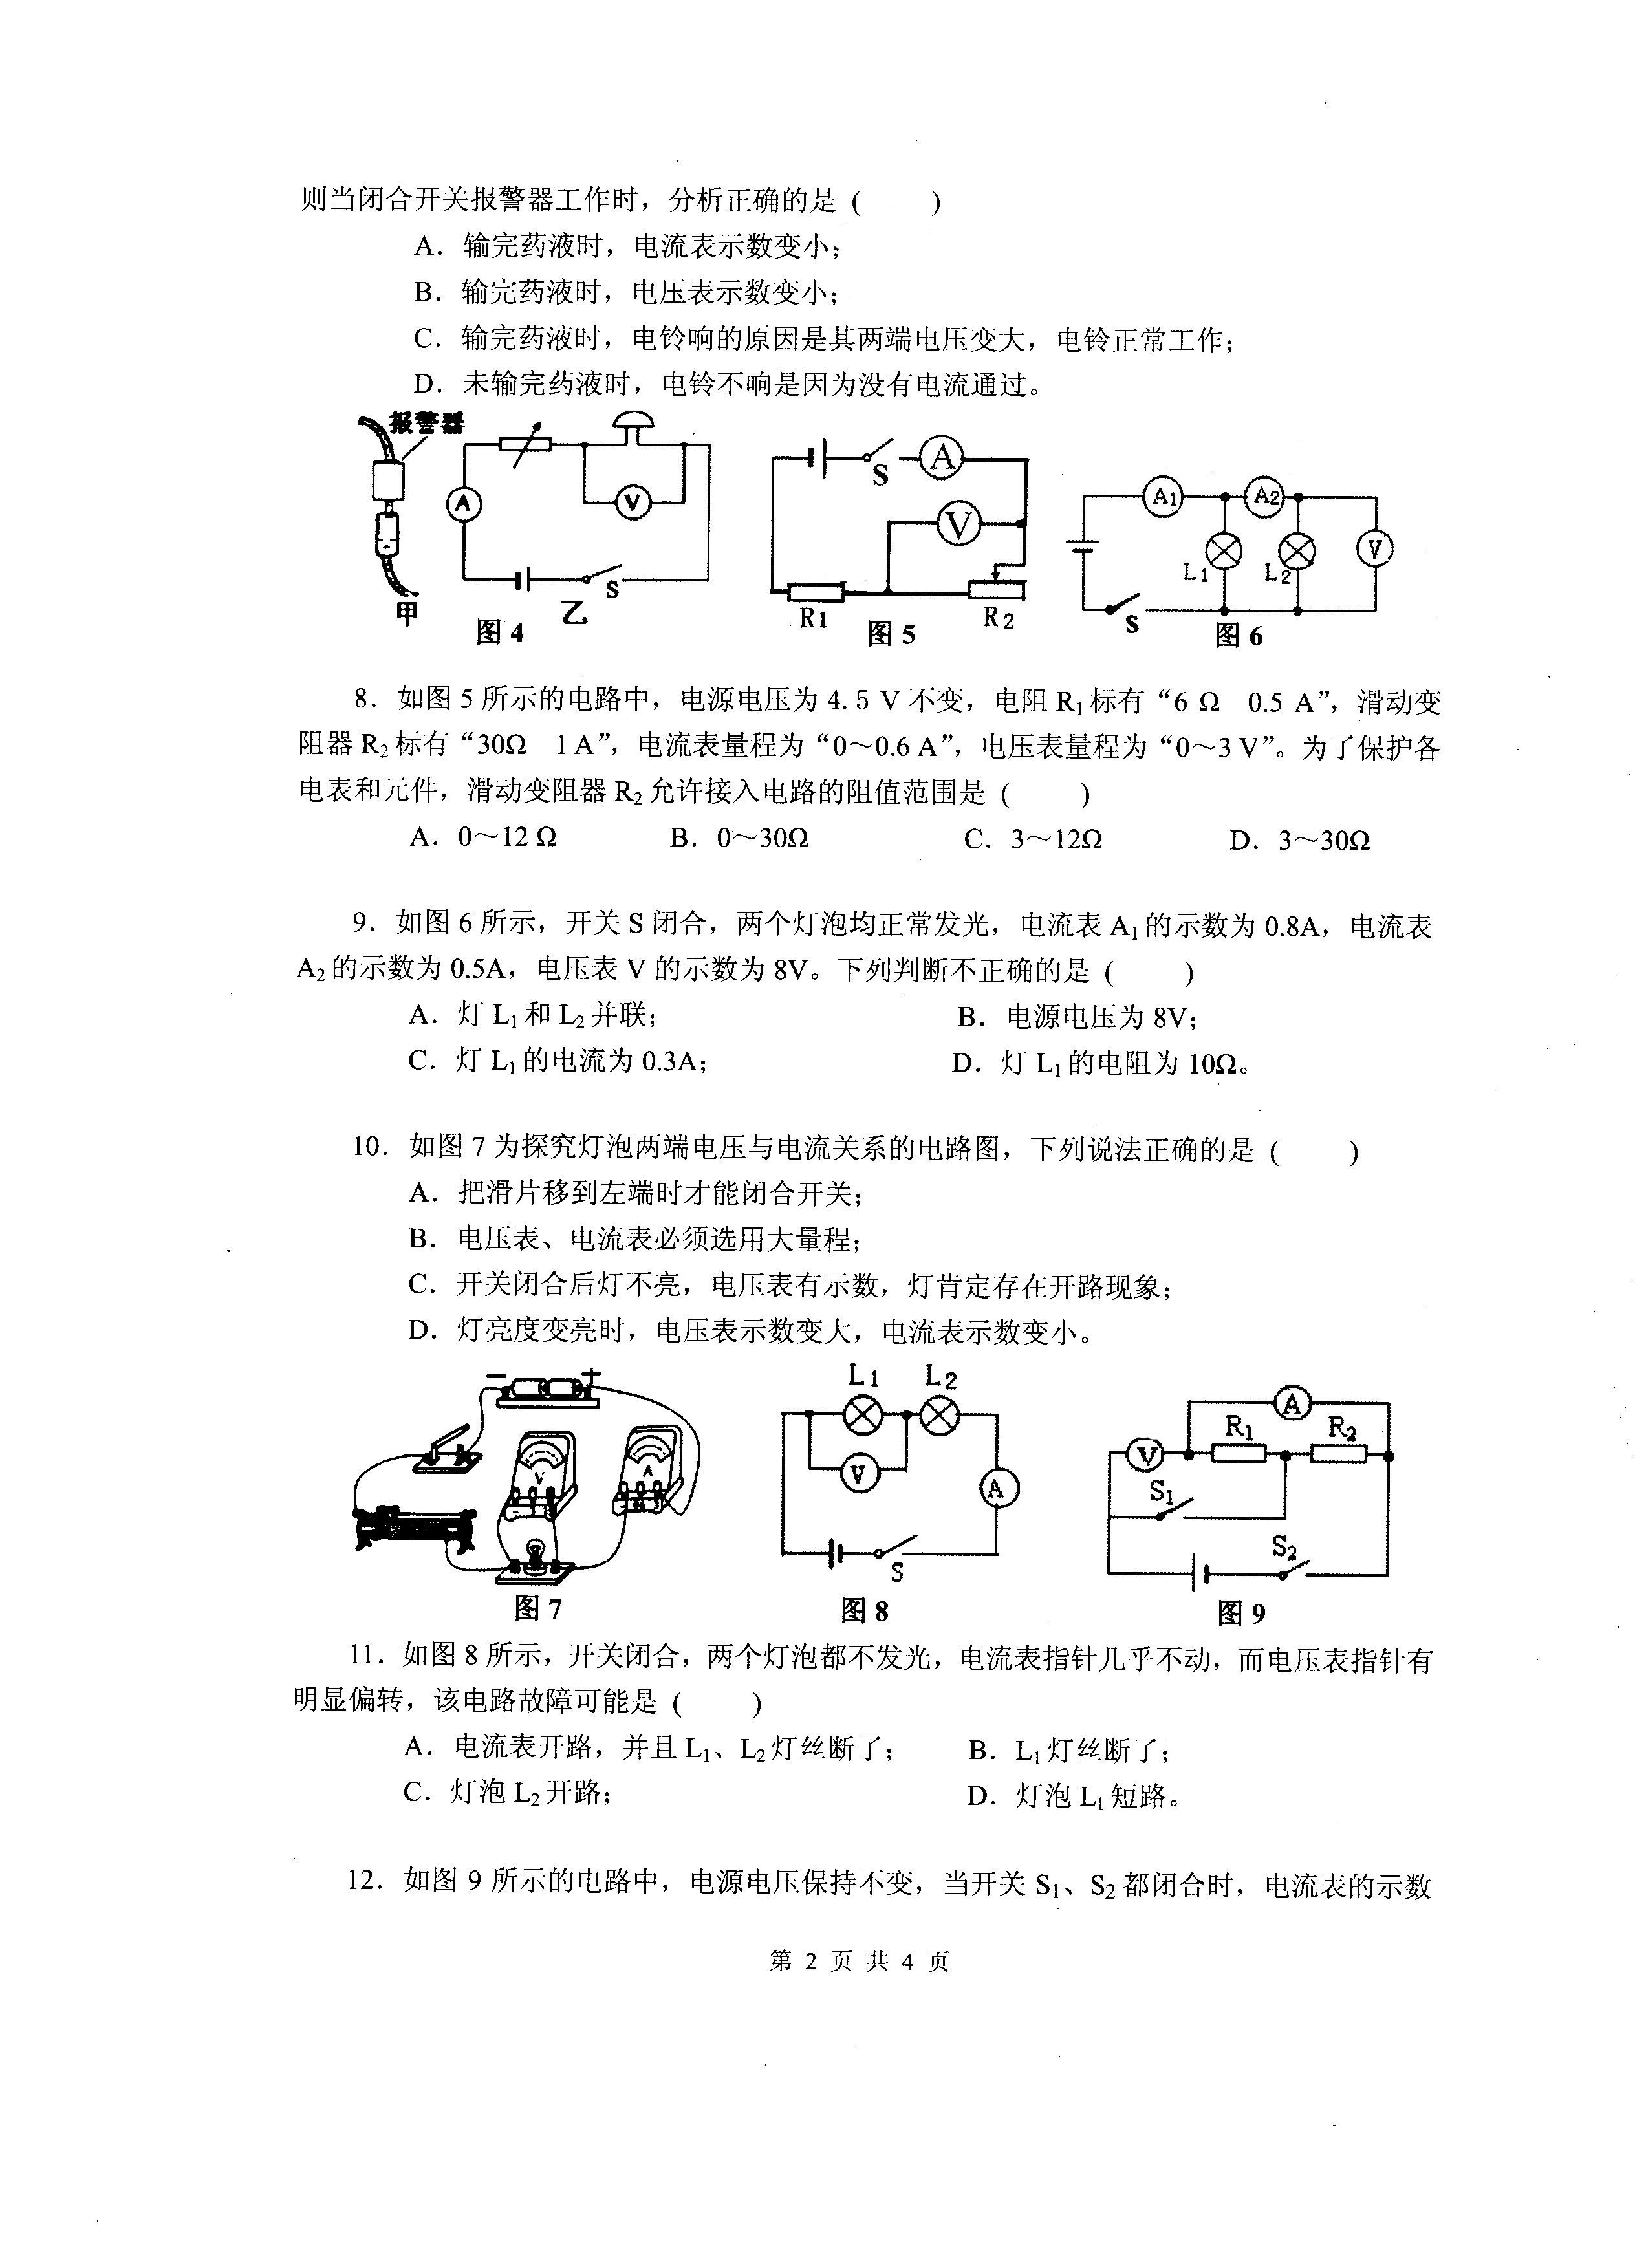 则当闭合开关报警器工作时，分析正确的是（　　）
A．输完药液时，电流表示数变小；
B．输完药液时，电压表示数变小；
C．输完药液时，电铃响的原因是其两端电压变大，电铃正常工作；
D．未输完药液时，电铃不响是因为没有电流通过。
报警器
A V S
甲 乙
图 4
S A V R1 R2
图 5
A1 A2 L1 L2 V S
图 6
8．如图 5 所示的电路中，电源电压为 4.5 V 不变，电阻 R₁ 标有“6 Ω　0.5 A”，滑动变
阻器 R₂ 标有“30Ω　1 A”，电流表量程为“0～0.6 A”，电压表量程为“0～3 V”。为了保护各
电表和元件，滑动变阻器 R₂ 允许接入电路的阻值范围是（　　）
A．0～12 Ω　B．0～30Ω　C．3～12Ω　D．3～30Ω
9．如图 6 所示，开关 S 闭合，两个灯泡均正常发光，电流表 A₁ 的示数为 0.8A，电流表
A₂ 的示数为 0.5A，电压表 V 的示数为 8V。下列判断不正确的是（　　）
A．灯 L₁ 和 L₂ 并联；　B．电源电压为 8V；
C．灯 L₁ 的电流为 0.3A；　D．灯 L₁ 的电阻为 10Ω。
10．如图 7 为探究灯泡两端电压与电流关系的电路图，下列说法正确的是（　　）
A．把滑片移到左端时才能闭合开关；
B．电压表、电流表必须选用大量程；
C．开关闭合后灯不亮，电压表有示数，灯肯定存在开路现象；
D．灯亮度变亮时，电压表示数变大，电流表示数变小。
− + V A
图 7
L1 L2 V A S
图 8
A R1 R2 V S1 S2
图 9
11．如图 8 所示，开关闭合，两个灯泡都不发光，电流表指针几乎不动，而电压表指针有
明显偏转，该电路故障可能是（　　）
A．电流表开路，并且 L₁、L₂ 灯丝断了；　B．L₁ 灯丝断了；
C．灯泡 L₂ 开路；　D．灯泡 L₁ 短路。
12．如图 9 所示的电路中，电源电压保持不变，当开关 S₁、S₂ 都闭合时，电流表的示数
第 2 页 共 4 页